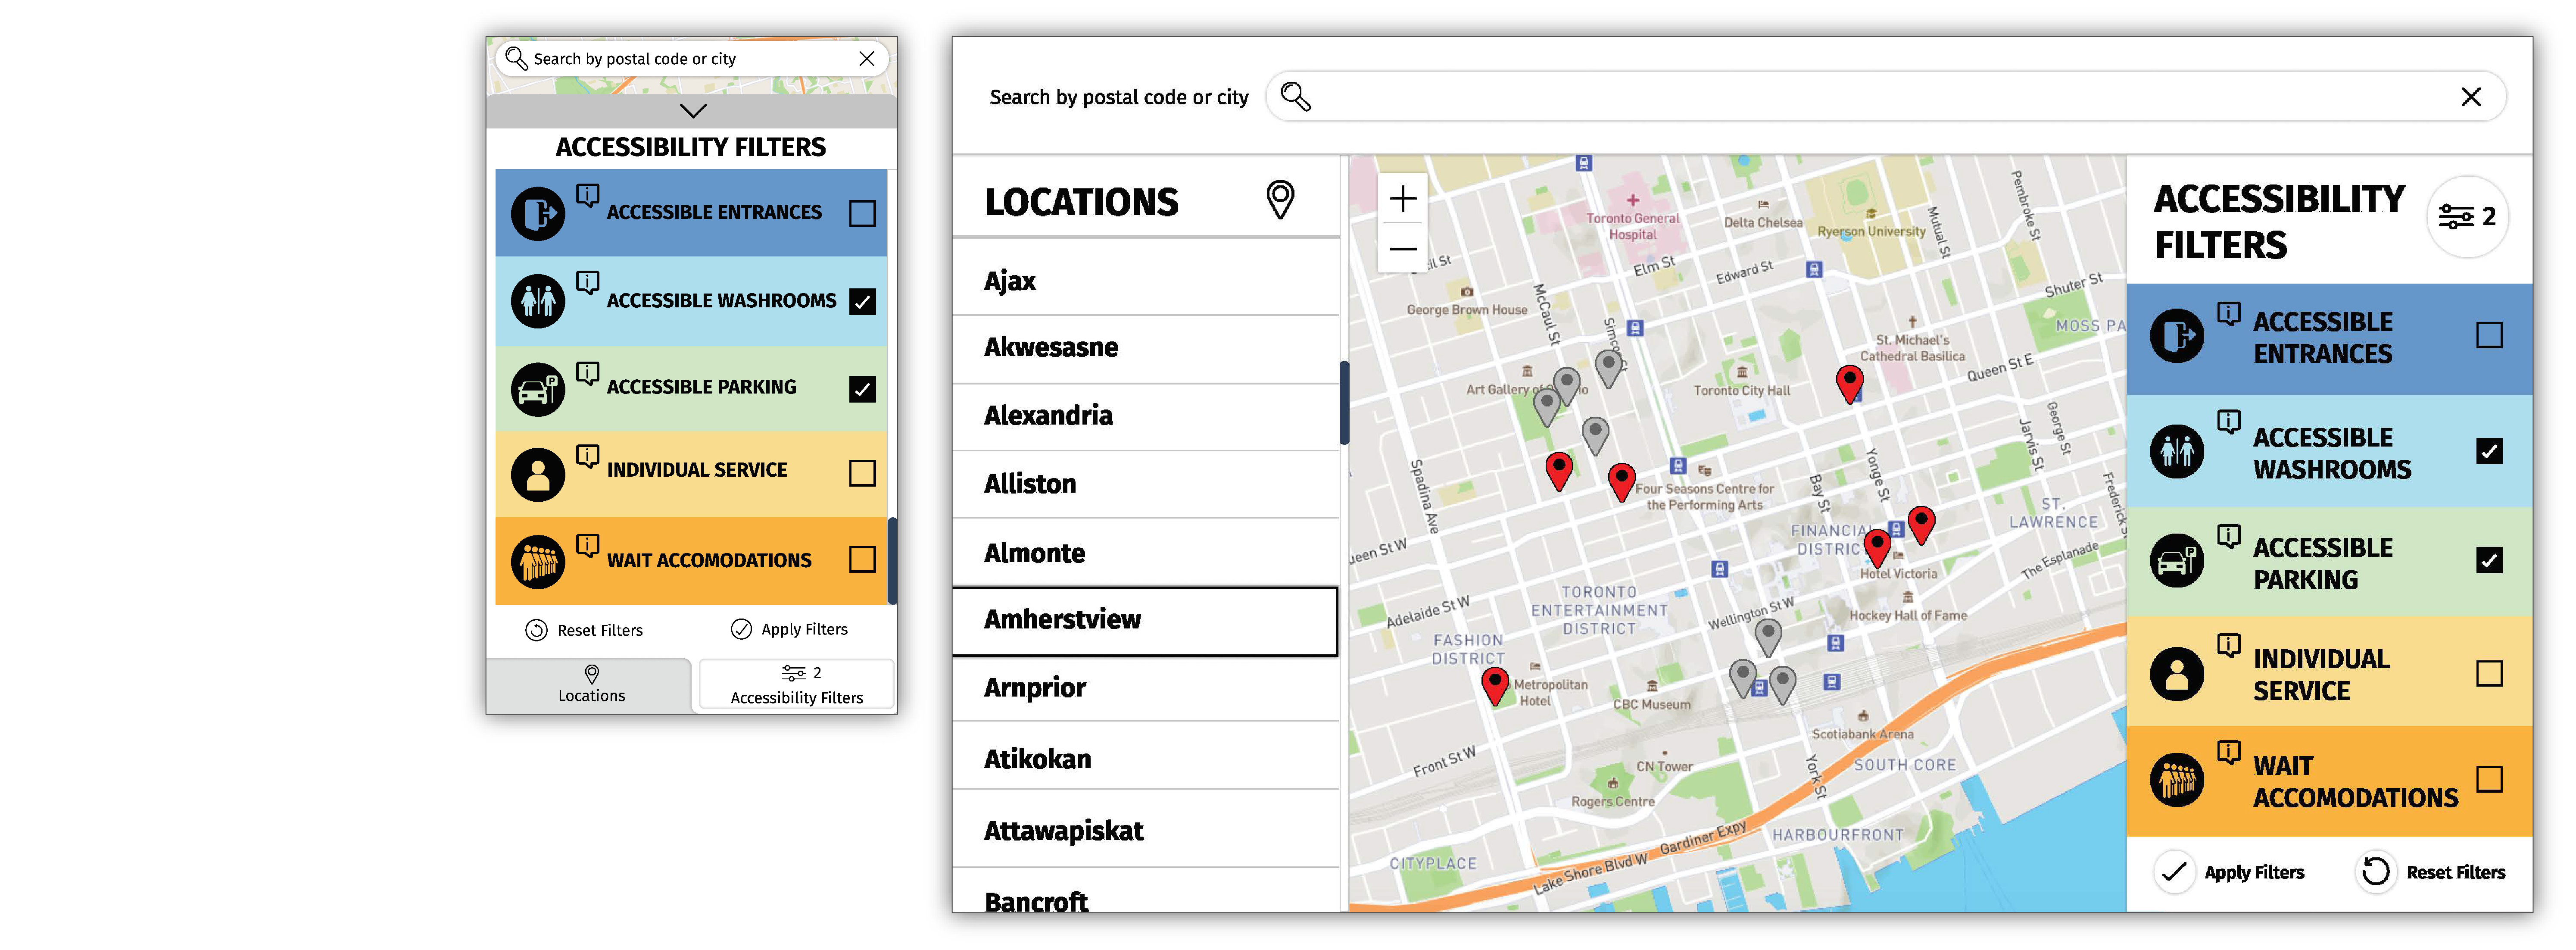 Search by postal code or city
ACCESSIBILITY FILTERS
ACCESSIBLE ENTRANCES
ACCESSIBLE WASHROOMS
ACCESSIBLE PARKING
INDIVIDUAL SERVICE
WAIT ACCOMODATIONS
Reset Filters
Apply Filters
Locations
2
Accessibility Filters
Search by postal code or city
LOCATIONS
Ajax
Akwesasne
Alexandria
Alliston
Almonte
Amherstview
Arnprior
Atikokan
Attawapiskat
Bancroft
Toronto General
Hospital
Delta Chelsea
Ryerson University
Mutual St
Pembroke St
Elm St
Edward St
Shuter St
George Brown House
McCaul St
MOSS PA
St. Michael's
Cathedral Basilica
Queen St E
Art Gallery of
Toronto City Hall
George St
Jarvis St
Spadina Ave
Yonge St
Bay St
Four Seasons Centre for
the Performing Arts
Frederick
ST.
LAWRENCE
FINANCIAL
DISTRIC
Hotel Victoria
The Esplanade
ueen St W
TORONTO
ENTERTAINMENT
DISTRICT
Adelaide St W
Wellington St W
Hockey Hall of Fame
FASHION
DISTRICT
Metropolitan
Hotel
CBC Museum
Scotiabank Arena
Front St W
CN Tower
York St
SOUTH CORE
Rogers Centre
HARBOURFRONT
Gardiner Expy
Lake Shore Blvd W
CITYPLACE
ACCESSIBILITY
FILTERS
2
ACCESSIBLE
ENTRANCES
ACCESSIBLE
WASHROOMS
ACCESSIBLE
PARKING
INDIVIDUAL
SERVICE
WAIT
ACCOMODATIONS
Apply Filters
Reset Filters